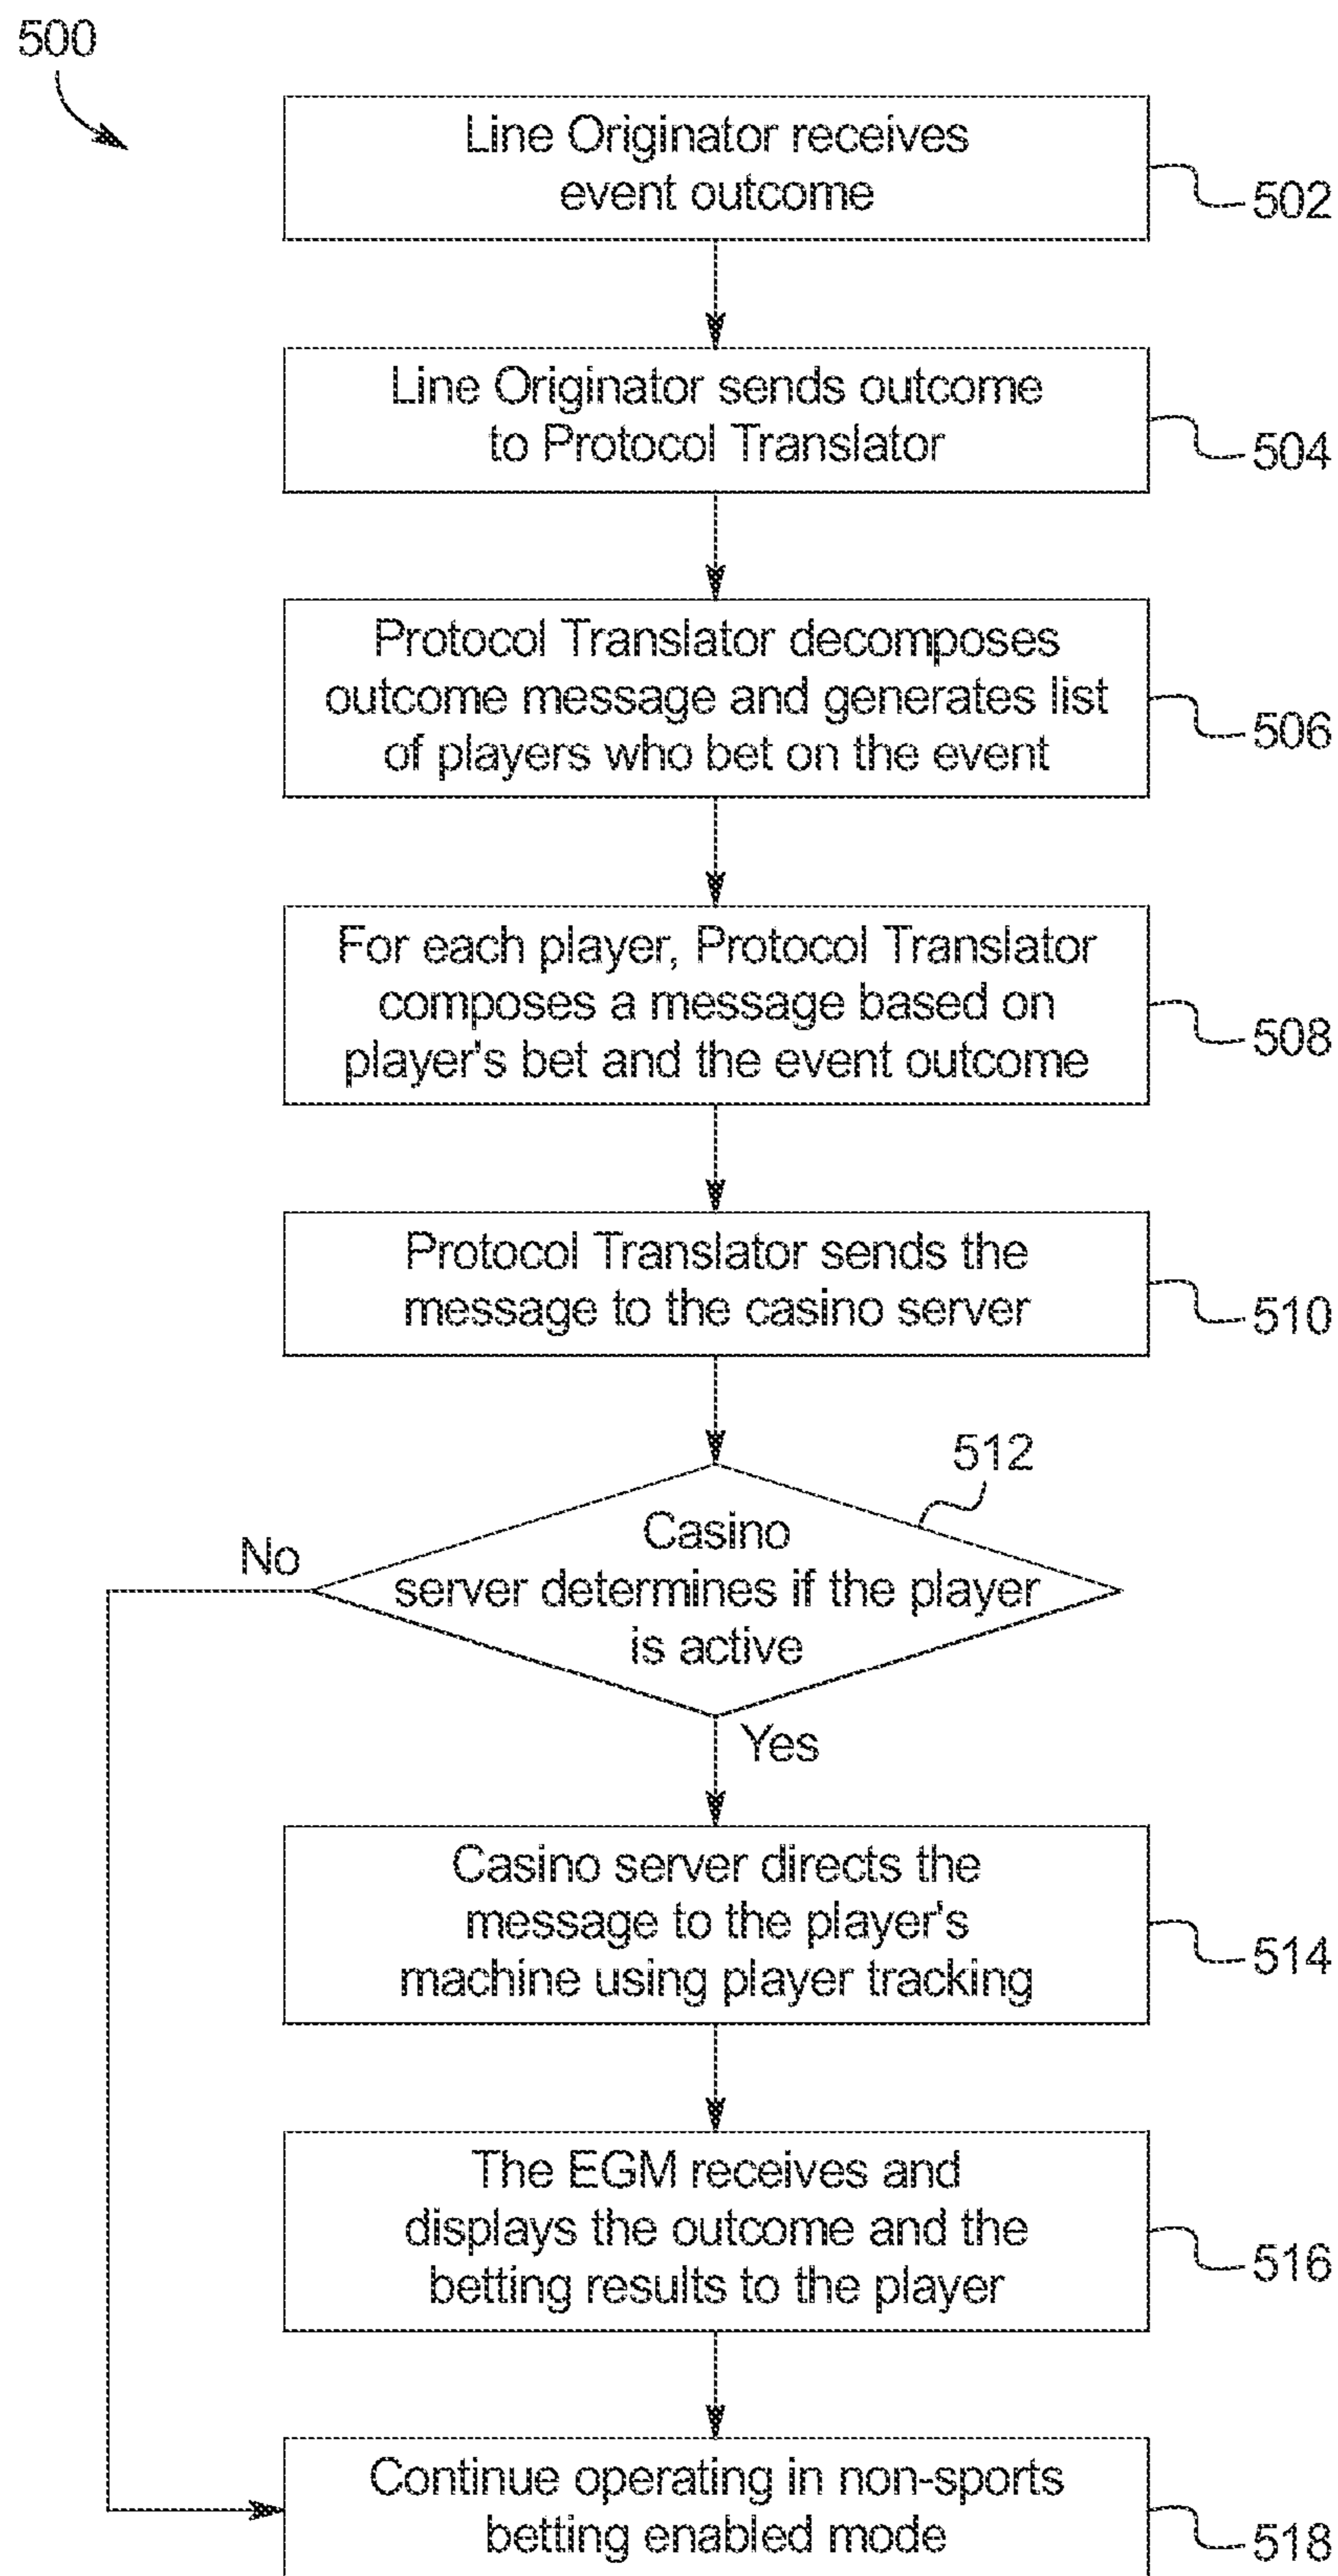 500
Line Originator receives
event outcome
502
Line Originator sends outcome
to Protocol Translator
504
Protocol Translator decomposes
outcome message and generates list
of players who bet on the event
506
For each player, Protocol Translator
composes a message based on
player's bet and the event outcome
508
Protocol Translator sends the
message to the casino server
510
512
Casino
server determines if the player
is active
No
Yes
Casino server directs the
message to the player's
machine using player tracking
514
The EGM receives and
displays the outcome and the
betting results to the player
516
Continue operating in non-sports
betting enabled mode
518